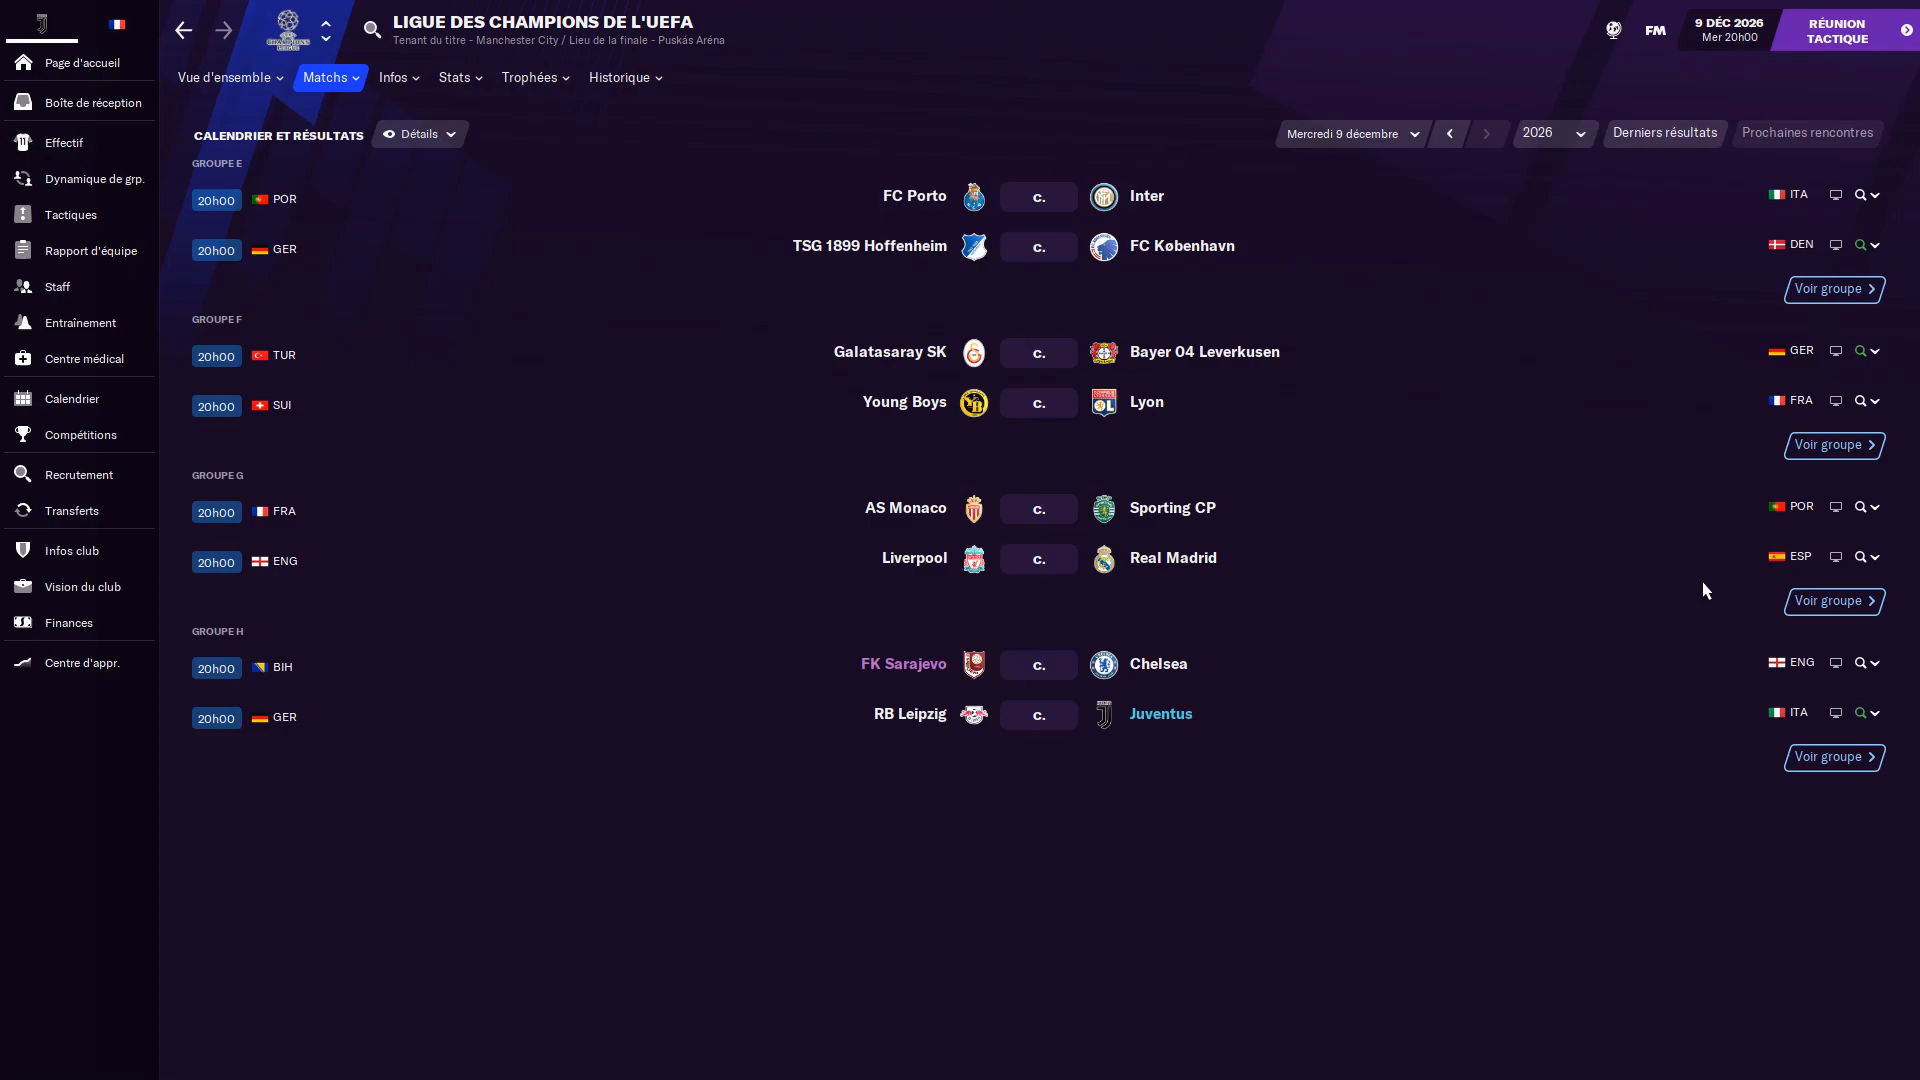 LIGUE DES CHAMPIONS DE L'UEFA
Tenant du titre - Manchester City / Lieu de la finale - Puskás Aréna
FM
9 DÉC 2026
Mer 20h00
RÉUNION
TACTIQUE
Vue d'ensemble
Matchs
Infos
Stats
Trophées
Historique
Page d'accueil
Boîte de réception
Effectif
Dynamique de grp.
Tactiques
Rapport d'équipe
Staff
Entraînement
Centre médical
Calendrier
Compétitions
Recrutement
Transferts
Infos club
Vision du club
Finances
Centre d'appr.
CALENDRIER ET RÉSULTATS
Détails
Mercredi 9 décembre
2026
Derniers résultats
Prochaines rencontres
GROUPE E
20h00 POR FC Porto c. Inter ITA
20h00 GER TSG 1899 Hoffenheim c. FC København DEN
Voir groupe
GROUPE F
20h00 TUR Galatasaray SK c. Bayer 04 Leverkusen GER
20h00 SUI Young Boys c. Lyon FRA
Voir groupe
GROUPE G
20h00 FRA AS Monaco c. Sporting CP POR
20h00 ENG Liverpool c. Real Madrid ESP
Voir groupe
GROUPE H
20h00 BIH FK Sarajevo c. Chelsea ENG
20h00 GER RB Leipzig c. Juventus ITA
Voir groupe